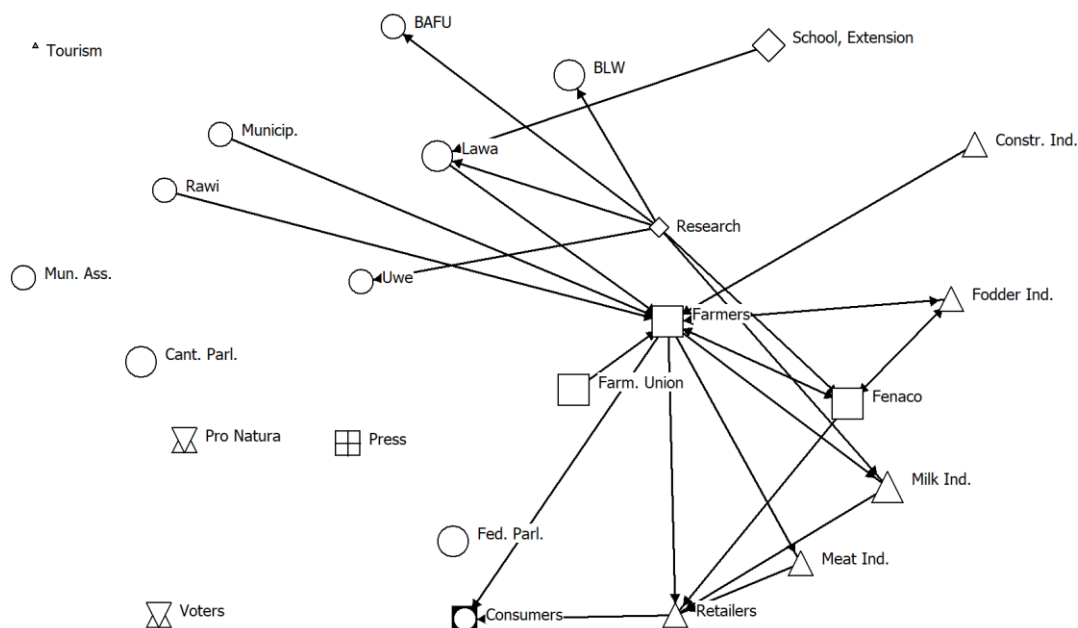 BAFU
School, Extension
Tourism
BLW
Municip.
Lawa
Constr. Ind.
Rawi
Research
Mun. Ass.
Uwe
Fodder Ind.
Farmers
Cant. Parl.
Farm. Union
Fenaco
Pro Natura
Press
Milk Ind.
Fed. Parl.
Meat Ind.
Voters
Consumers
Retailers